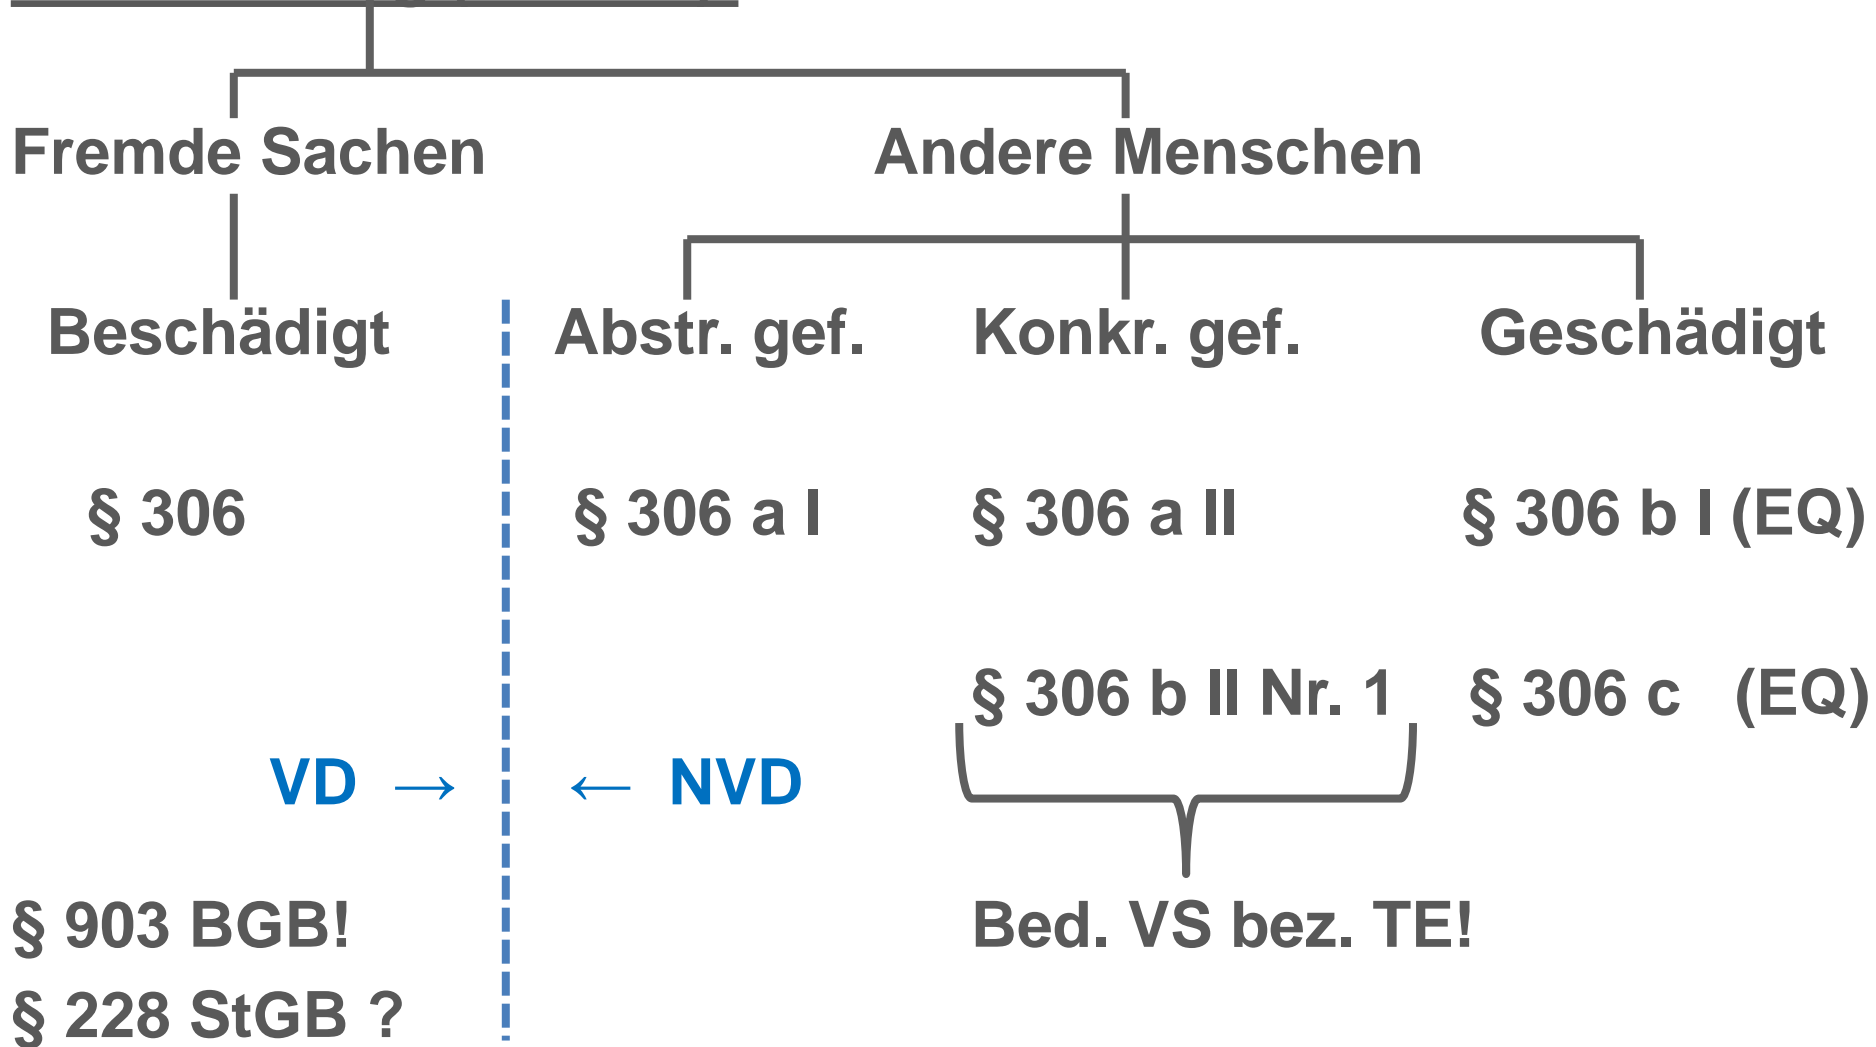 Fremde Sachen
Andere Menschen
Beschädigt
Abstr. gef.
Konkr. gef.
Geschädigt
§ 306
§ 306 a I
§ 306 a II
§ 306 b I (EQ)
§ 306 b II Nr. 1
§ 306 c (EQ)
VD →
← NVD
§ 903 BGB!
Bed. VS bez. TE!
§ 228 StGB ?